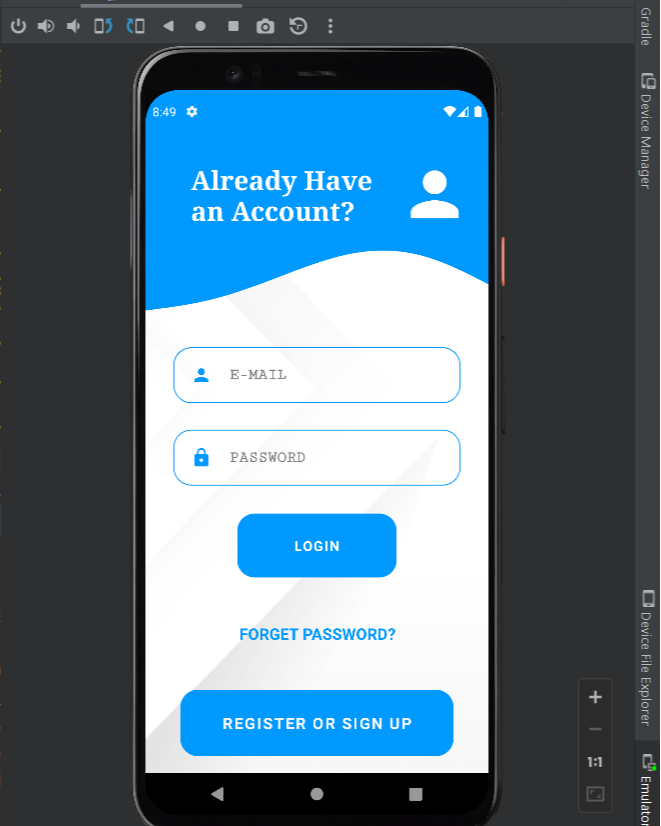 Gradle
Device Manager
8:49
Already Have
an Account?
E-MAIL
PASSWORD
LOGIN
FORGET PASSWORD?
REGISTER OR SIGN UP
Device File Explorer
1:1
Emulator